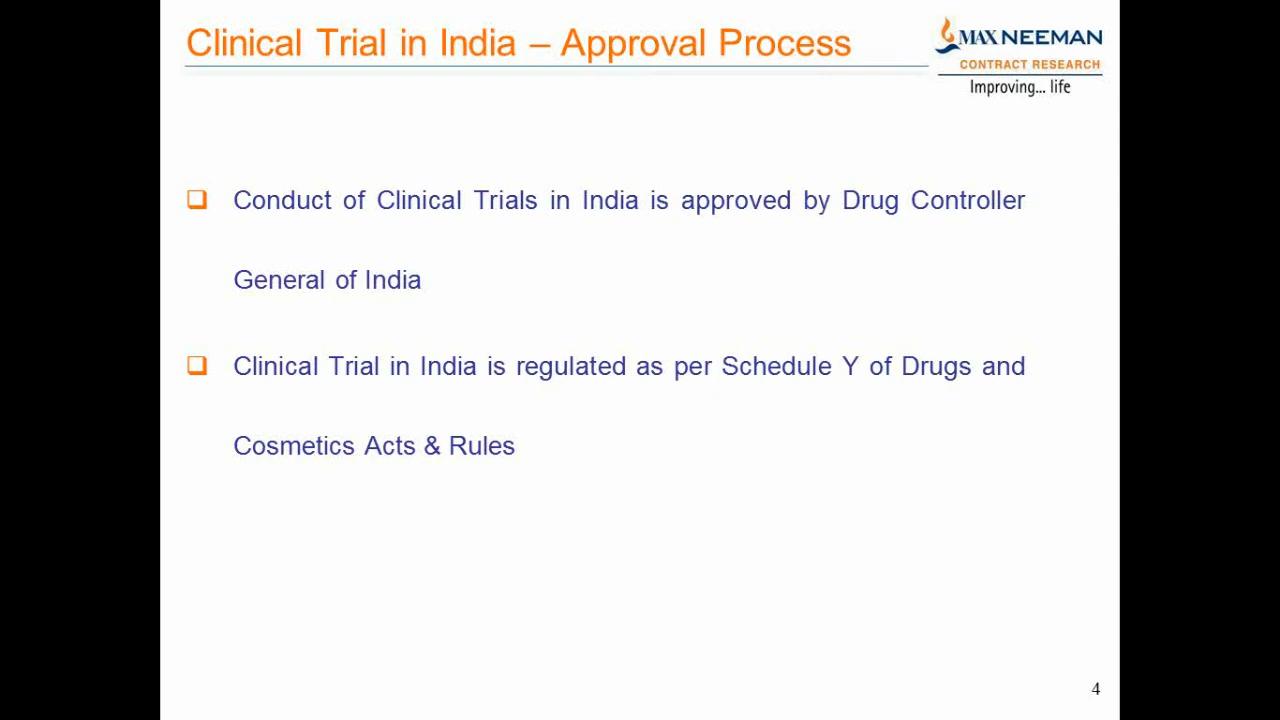 Clinical Trial in India – Approval Process
MAX NEEMAN
CONTRACT RESEARCH
Improving... life
Conduct of Clinical Trials in India is approved by Drug Controller
General of India
Clinical Trial in India is regulated as per Schedule Y of Drugs and
Cosmetics Acts & Rules
4